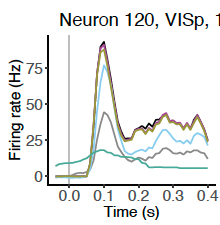 Neuron 120, VISp, 1
Firing rate (Hz)
75
50
25
0
0.0 0.1 0.2 0.3 0.4
Time (s)